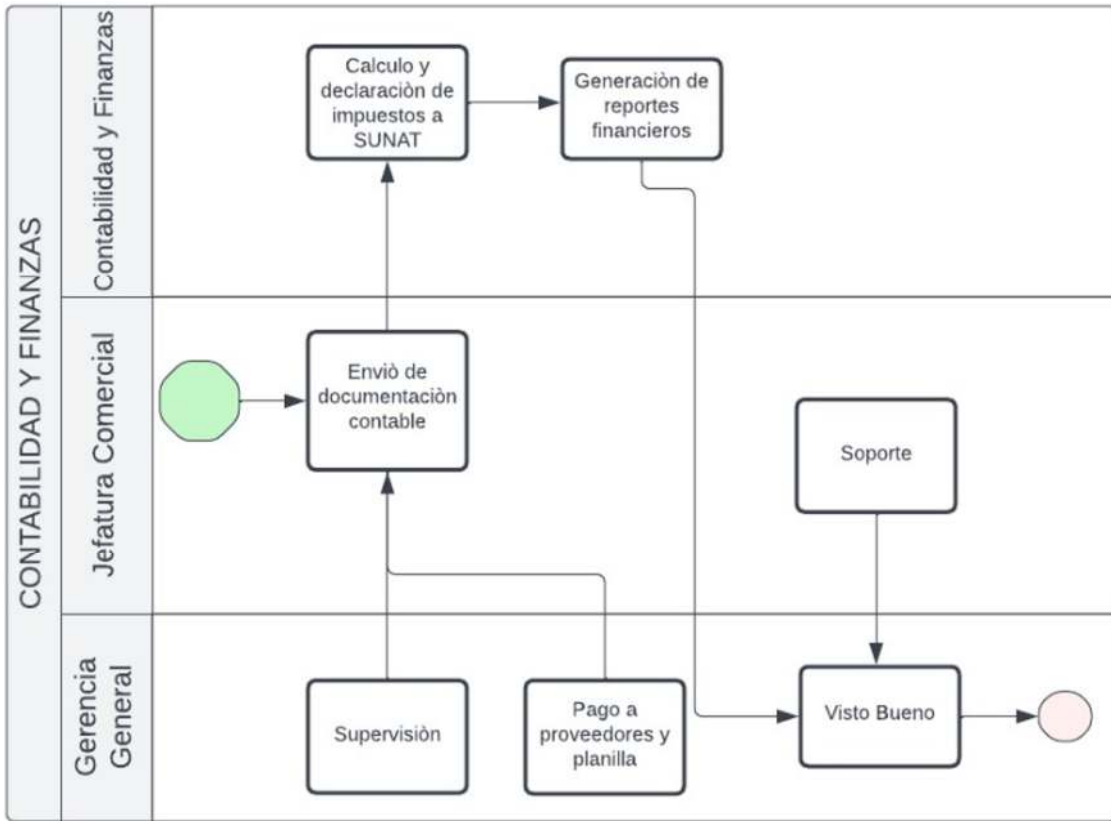 CONTABILIDAD Y FINANZAS
Contabilidad y Finanzas
Calculo y
declaraciòn de
impuestos a
SUNAT
Generaciòn de
reportes
financieros
Jefatura Comercial
Enviò de
documentaciòn
contable
Soporte
Gerencia
General
Supervisiòn
Pago a
proveedores y
planilla
Visto Bueno